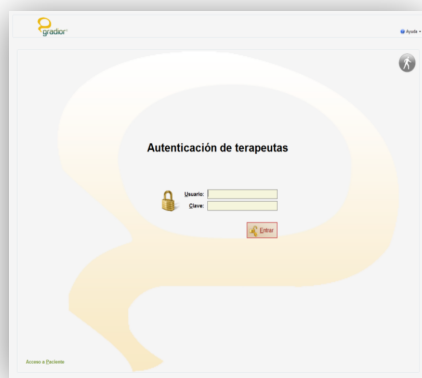 gradior
Ayuda
Autenticación de terapeutas
Usuario:
Clave:
Entrar
Acceso a Paciente